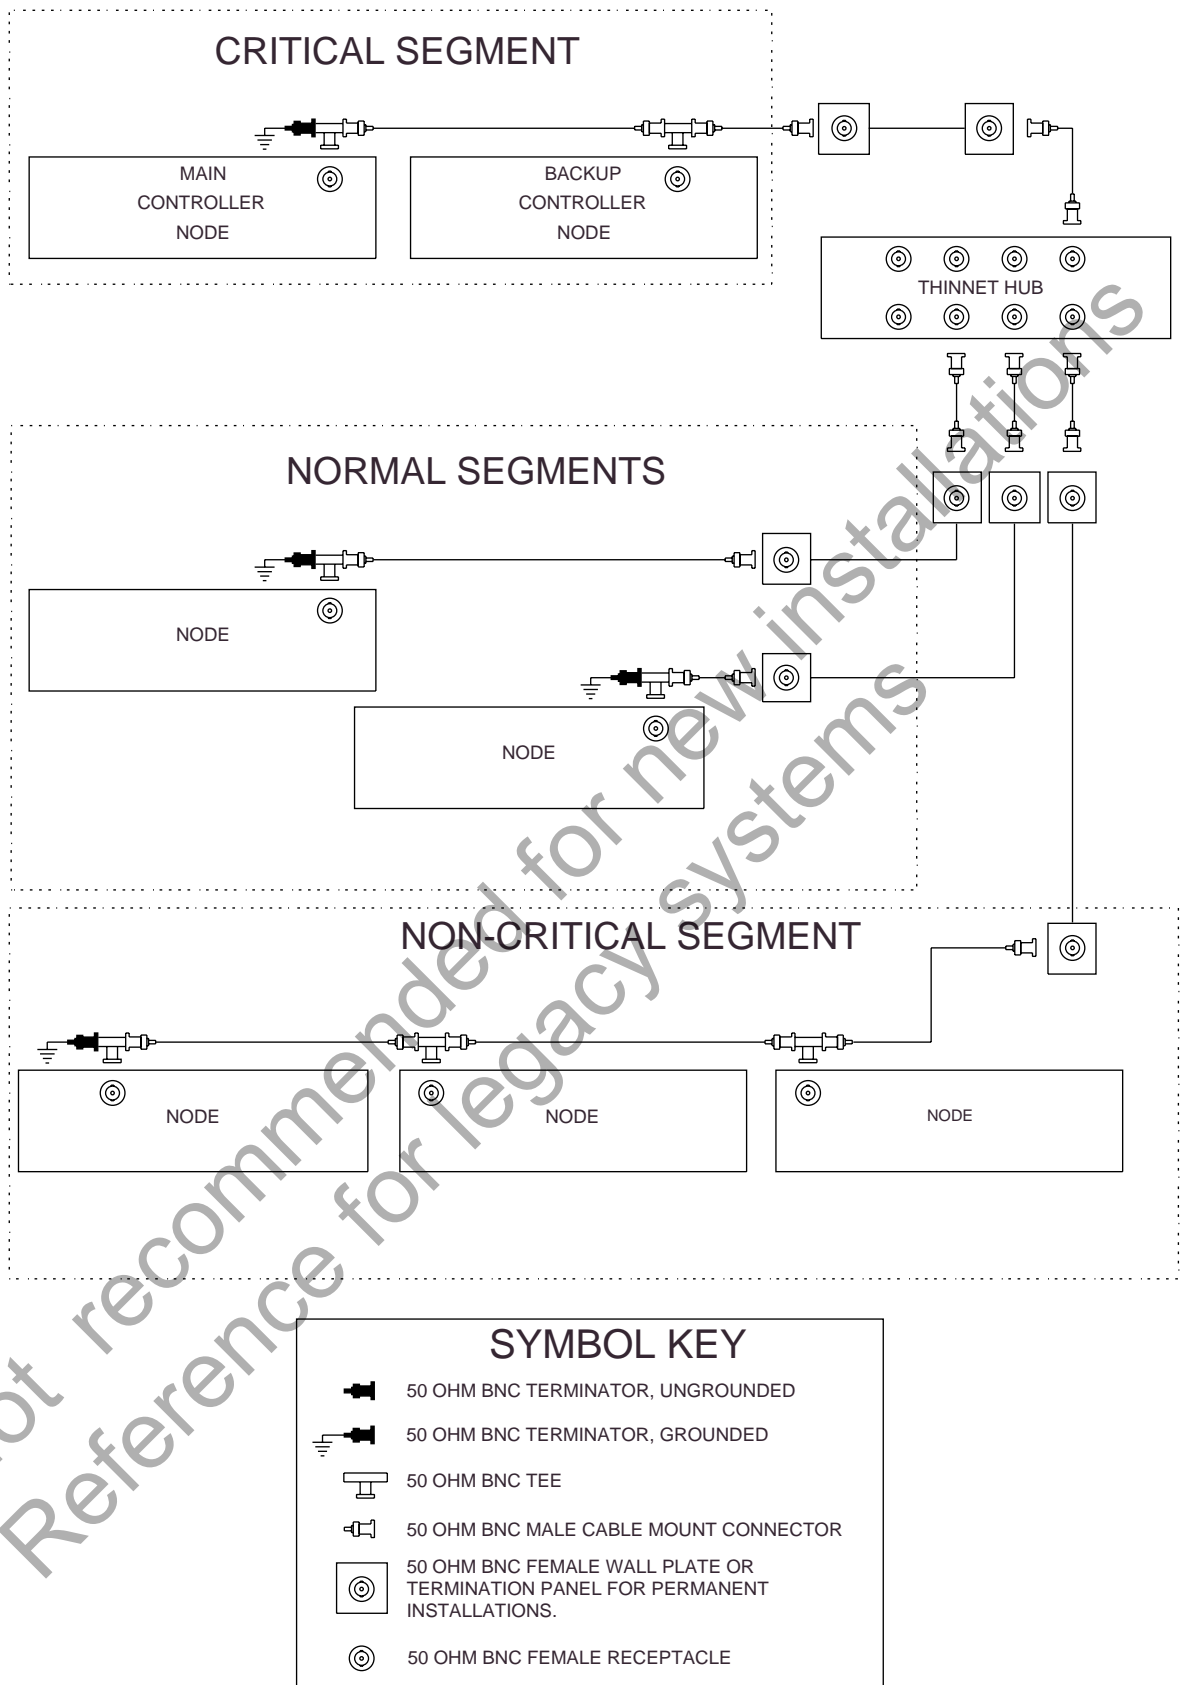 CRITICAL SEGMENT
MAIN
CONTROLLER
NODE
BACKUP
CONTROLLER
NODE
THINNET HUB
NORMAL SEGMENTS
NODE
NODE
NON-CRITICAL SEGMENT
NODE
NODE
NODE
SYMBOL KEY
50 OHM BNC TERMINATOR, UNGROUNDED
50 OHM BNC TERMINATOR, GROUNDED
50 OHM BNC TEE
50 OHM BNC MALE CABLE MOUNT CONNECTOR
50 OHM BNC FEMALE WALL PLATE OR
TERMINATION PANEL FOR PERMANENT
INSTALLATIONS.
50 OHM BNC FEMALE RECEPTACLE
recommended for new installations
Reference for legacy systems